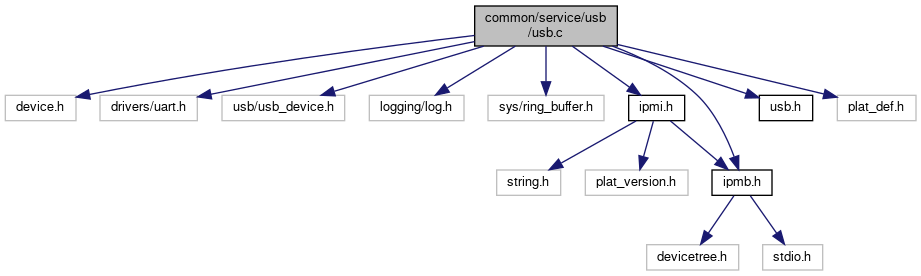 common/service/usb
/usb.c
device.h
drivers/uart.h
usb/usb_device.h
logging/log.h
sys/ring_buffer.h
ipmi.h
usb.h
plat_def.h
string.h
plat_version.h
ipmb.h
devicetree.h
stdio.h